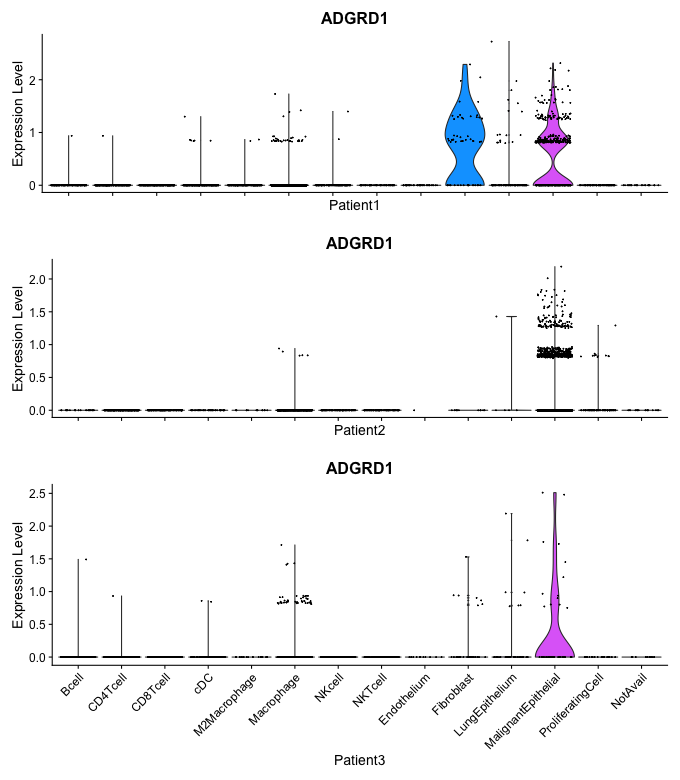 ADGRD1
Expression Level
2
1
0
Patient1
ADGRD1
Expression Level
2.0
1.5
1.0
0.5
0.0
Patient2
ADGRD1
Expression Level
2.5
2.0
1.5
1.0
0.5
0.0
Bcell
CD4Tcell
CD8Tcell
cDC
M2Macrophage
Macrophage
NKcell
NKTcell
Endothelium
Fibroblast
LungEpithelium
MalignantEpithelial
ProliferatingCell
NotAvail
Patient3